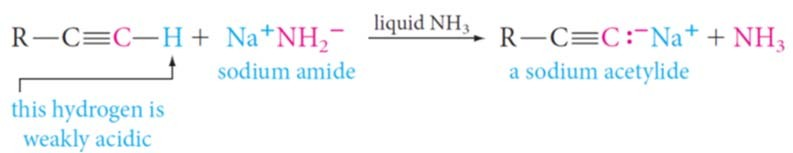 R—C≡C—H + Na⁺NH₂⁻ liquid NH₃ R—C≡C:⁻Na⁺ + NH₃
sodium amide a sodium acetylide
this hydrogen is
weakly acidic